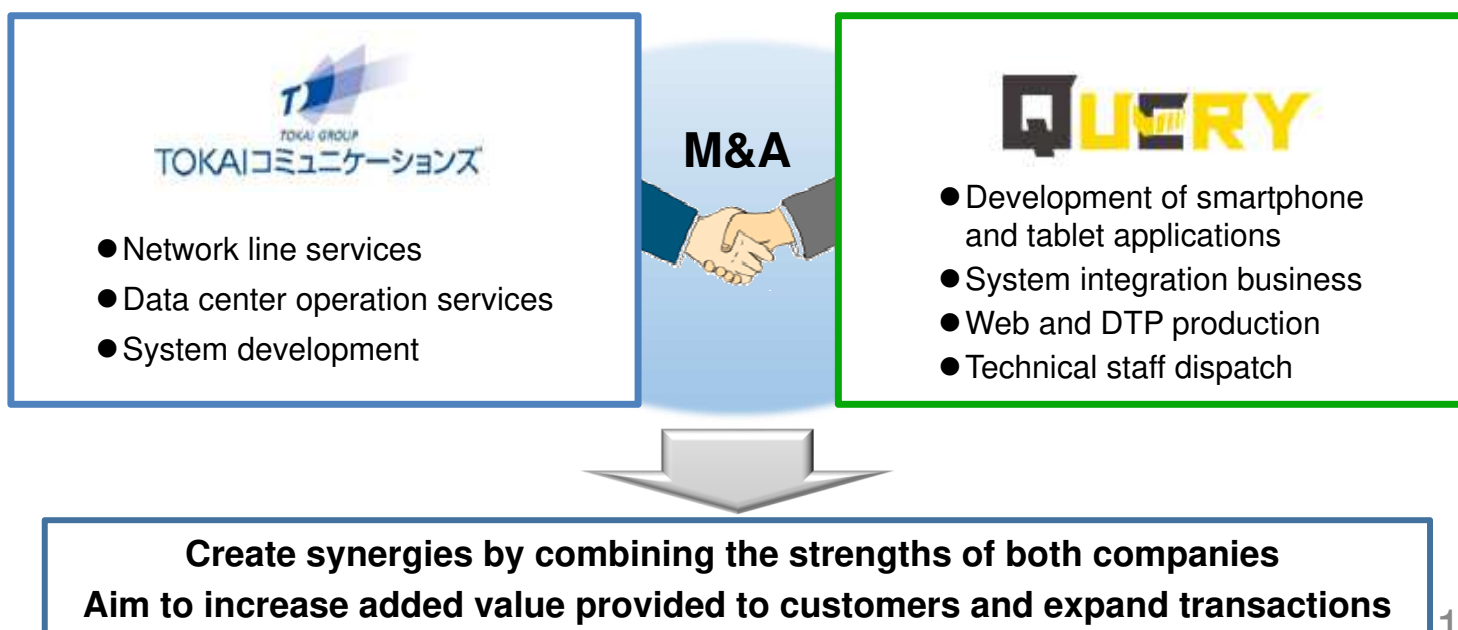 T
TOKAI GROUP
TOKAIコミュニケーションズ
● Network line services
● Data center operation services
● System development
M&A
QUERY
● Development of smartphone
and tablet applications
● System integration business
● Web and DTP production
● Technical staff dispatch
Create synergies by combining the strengths of both companies
Aim to increase added value provided to customers and expand transactions
1